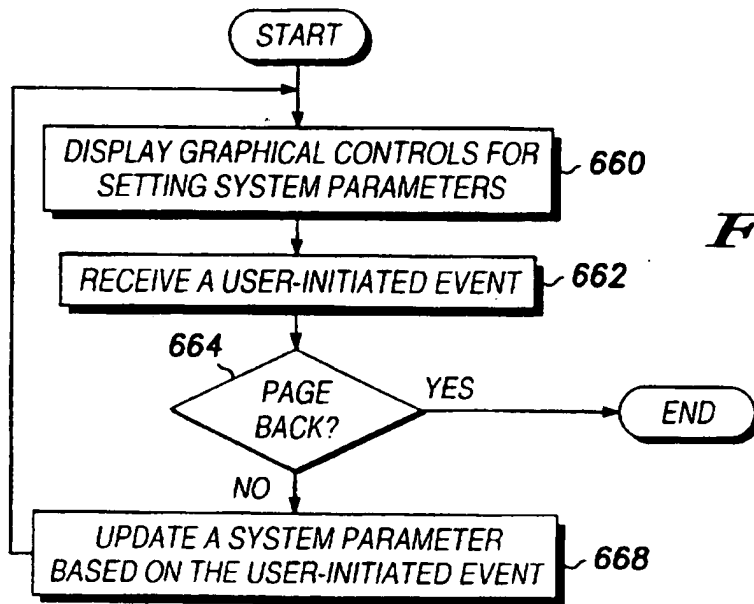 START
DISPLAY GRAPHICAL CONTROLS FOR
SETTING SYSTEM PARAMETERS
660
F
RECEIVE A USER-INITIATED EVENT
662
664
PAGE
BACK?
YES
END
NO
UPDATE A SYSTEM PARAMETER
BASED ON THE USER-INITIATED EVENT
668